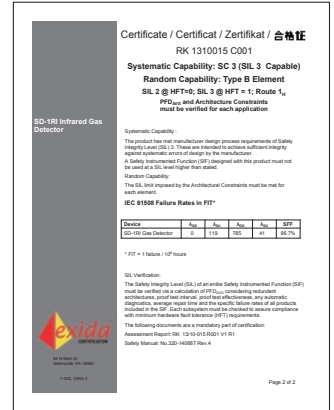 Certificate / Certificat / Zertifikat / 合格証
RK 1310015 C001
Systematic Capability: SC 3 (SIL 3 Capable)
Random Capability: Type B Element
SIL 2 @ HFT=0; SIL 3 @ HFT = 1; Route 1H
PFDAVG and Architecture Constraints
must be verified for each application
SD-1RI Infrared Gas
Detector
Systematic Capability :
The product has met manufacturer design process requirements of Safety
Integrity Level (SIL) 3. These are intended to achieve sufficient integrity
against systematic errors of design by the manufacturer.
A Safety Instrumented Function (SIF) designed with this product must not
be used at a SIL level higher than stated.
Random Capability:
The SIL limit imposed by the Architectural Constraints must be met for
each element.
IEC 61508 Failure Rates in FIT*
Device λSD λSU λDD λDU SFF
SD-1RI Gas Detector 0 119 785 41 96.7%
* FIT = 1 failure / 10⁹ hours
SIL Verification:
The Safety Integrity Level (SIL) of an entire Safety Instrumented Function (SIF)
must be verified via a calculation of PFDAVG considering redundant
architectures, proof test interval, proof test effectiveness, any automatic
diagnostics, average repair time and the specific failure rates of all products
included in the SIF. Each subsystem must be checked to assure compliance
with minimum hardware fault tolerance (HFT) requirements.
The following documents are a mandatory part of certification:
Assessment Report: RK 13/10-015 R001 V1 R1
Safety Manual: No.320-14066T Rev.4
exida
CERTIFICATION
Page 2 of 2